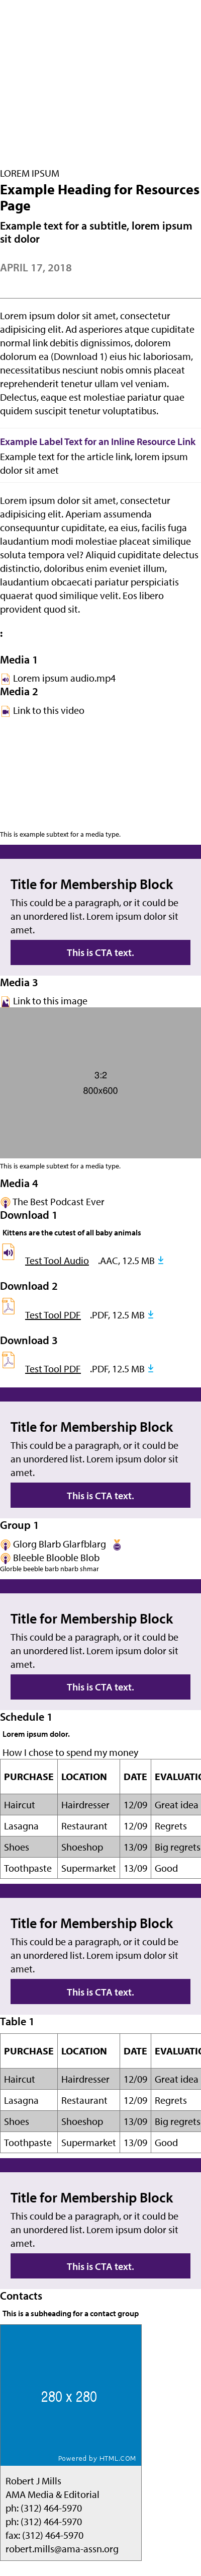 LOREM IPSUM
Example Heading for Resources
Page
Example text for a subtitle, lorem ipsum
sit dolor
APRIL 17, 2018
Lorem ipsum dolor sit amet, consectetur
adipisicing elit. Ad asperiores atque cupiditate
normal link debitis dignissimos, dolorem
dolorum ea (Download 1) eius hic laboriosam,
necessitatibus nesciunt nobis omnis placeat
reprehenderit tenetur ullam vel veniam.
Delectus, eaque est molestiae pariatur quae
quidem suscipit tenetur voluptatibus.
Example Label Text for an Inline Resource Link
Example text for the article link, lorem ipsum
dolor sit amet
Lorem ipsum dolor sit amet, consectetur
adipisicing elit. Aperiam assumenda
consequuntur cupiditate, ea eius, facilis fuga
laudantium modi molestiae placeat similique
soluta tempora vel? Aliquid cupiditate delectus
distinctio, doloribus enim eveniet illum,
laudantium obcaecati pariatur perspiciatis
quaerat quod similique velit. Eos libero
provident quod sit.
:
Media 1
Lorem ipsum audio.mp4
Media 2
Link to this video
This is example subtext for a media type.
Title for Membership Block
This could be a paragraph, or it could be
an unordered list. Lorem ipsum dolor sit
amet.
This is CTA text.
Media 3
Link to this image
3:2
800x600
This is example subtext for a media type.
Media 4
The Best Podcast Ever
Download 1
Kittens are the cutest of all baby animals
Test Tool Audio .AAC, 12.5 MB
Download 2
Test Tool PDF .PDF, 12.5 MB
Download 3
Test Tool PDF .PDF, 12.5 MB
Title for Membership Block
This could be a paragraph, or it could be
an unordered list. Lorem ipsum dolor sit
amet.
This is CTA text.
Group 1
Glorg Blarb Glarfblarg
Bleeble Blooble Blob
Glorble beeble barb nbarb shmar
Title for Membership Block
This could be a paragraph, or it could be
an unordered list. Lorem ipsum dolor sit
amet.
This is CTA text.
Schedule 1
Lorem ipsum dolor.
How I chose to spend my money
PURCHASE LOCATION DATE EVALUATIO
Haircut Hairdresser 12/09 Great idea
Lasagna Restaurant 12/09 Regrets
Shoes Shoeshop 13/09 Big regrets
Toothpaste Supermarket 13/09 Good
Title for Membership Block
This could be a paragraph, or it could be
an unordered list. Lorem ipsum dolor sit
amet.
This is CTA text.
Table 1
PURCHASE LOCATION DATE EVALUATIO
Haircut Hairdresser 12/09 Great idea
Lasagna Restaurant 12/09 Regrets
Shoes Shoeshop 13/09 Big regrets
Toothpaste Supermarket 13/09 Good
Title for Membership Block
This could be a paragraph, or it could be
an unordered list. Lorem ipsum dolor sit
amet.
This is CTA text.
Contacts
This is a subheading for a contact group
280 x 280
Powered by HTML.COM
Robert J Mills
AMA Media & Editorial
ph: (312) 464-5970
ph: (312) 464-5970
fax: (312) 464-5970
robert.mills@ama-assn.org